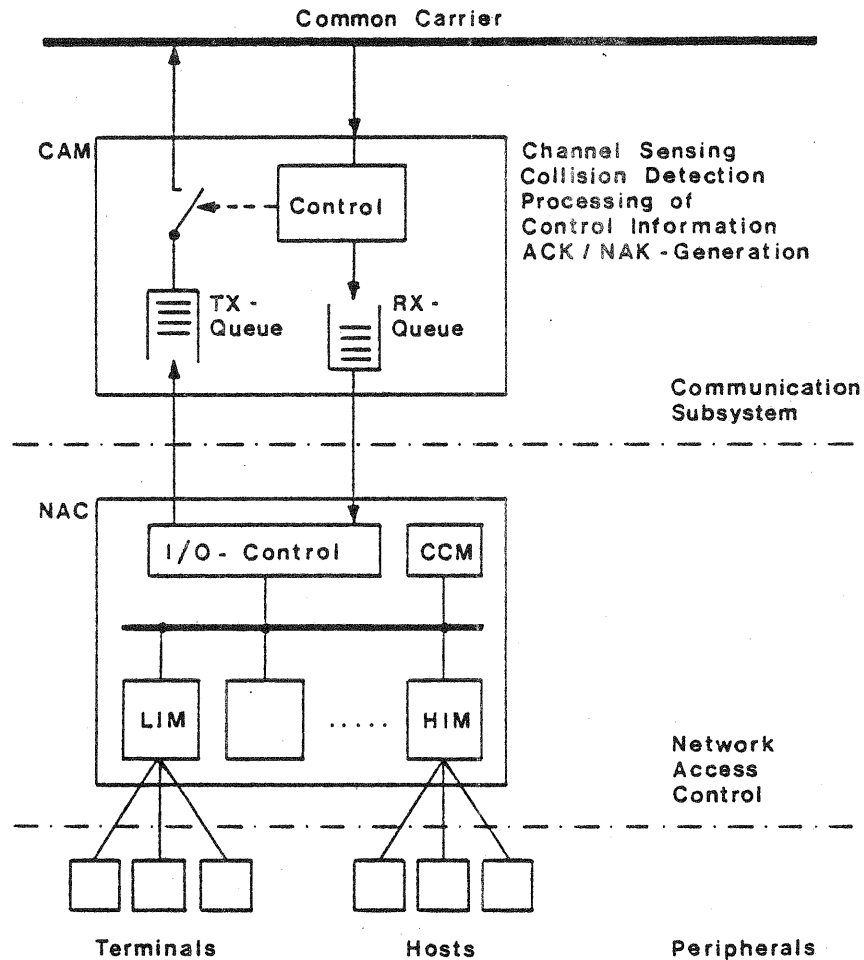 Common Carrier
CAM
Channel Sensing
Collision Detection
Processing of
Control Information
ACK / NAK - Generation
Control
TX -
Queue
RX -
Queue
Communication
Subsystem
NAC
I/O - Control
CCM
LIM
.....
HIM
Network
Access
Control
Terminals
Hosts
Peripherals